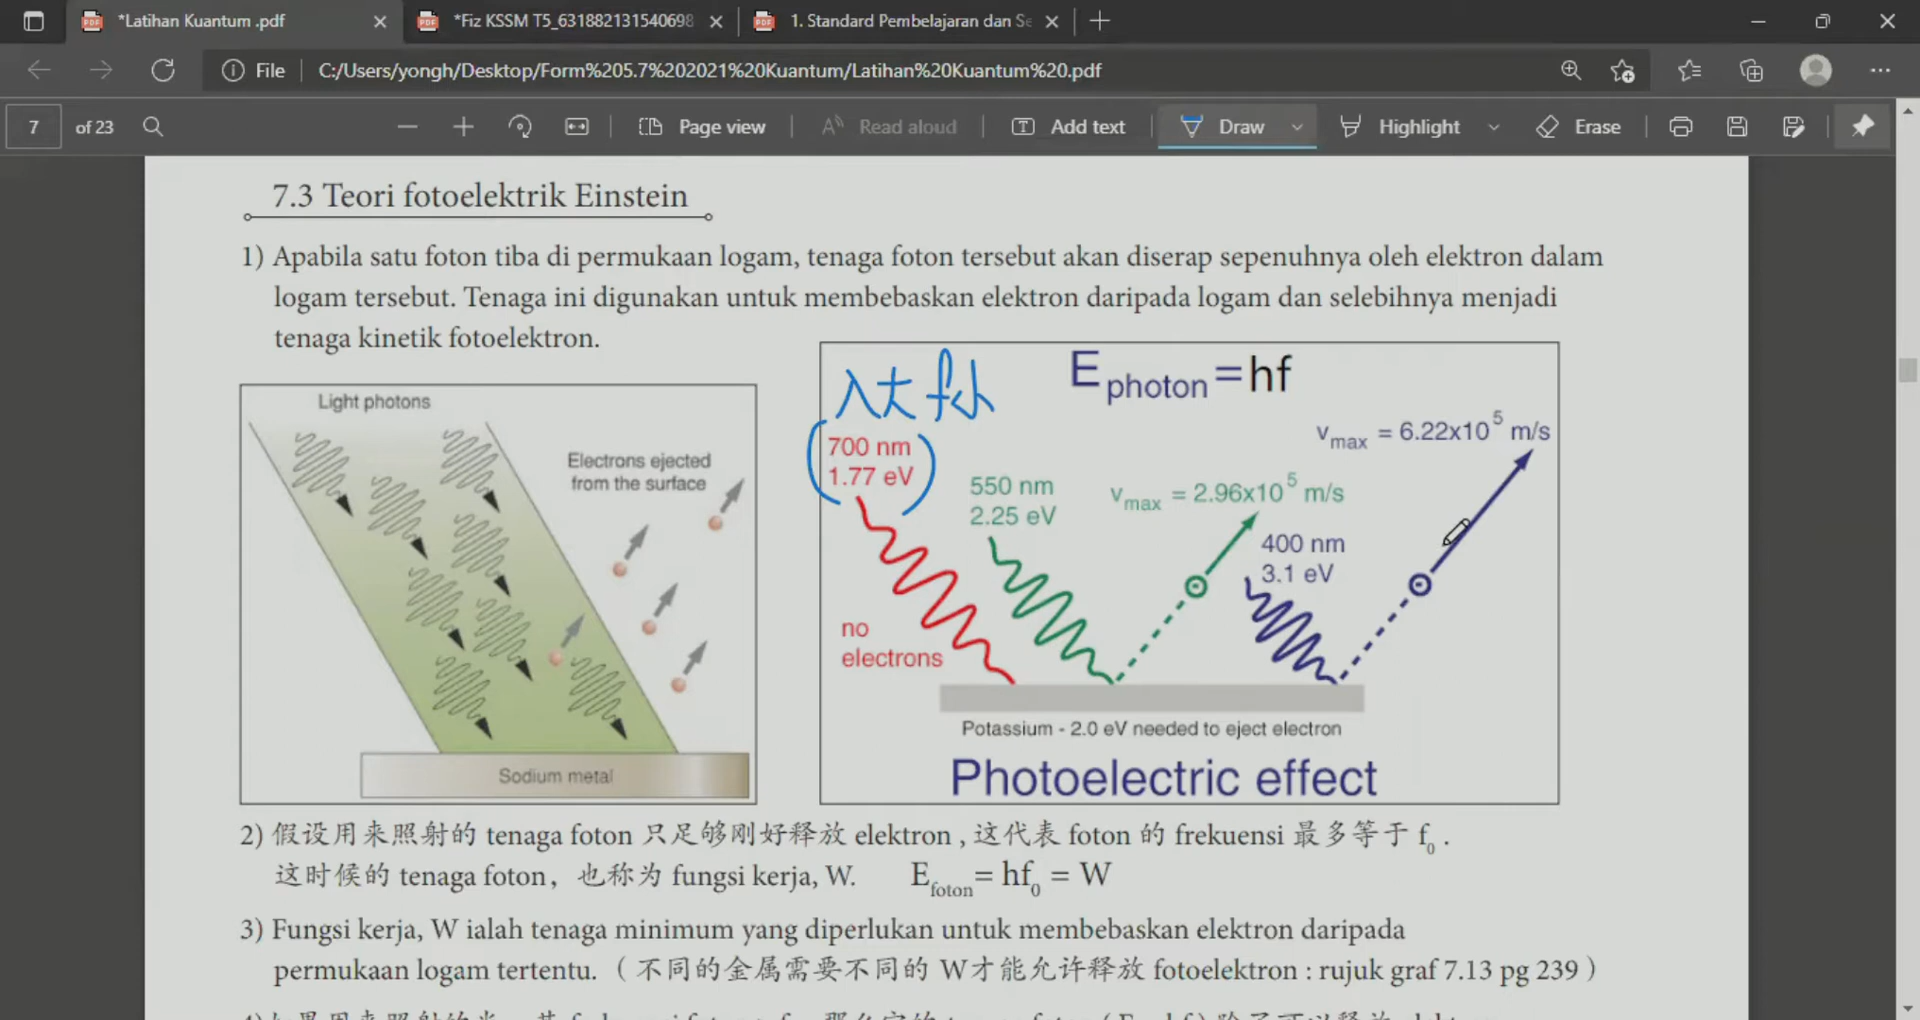 *Latihan Kuantum .pdf
*Fiz KSSM T5_631882131540698
1. Standard Pembelajaran dan Se
File
C:/Users/yongh/Desktop/Form%205.7%202021%20Kuantum/Latihan%20Kuantum%20.pdf
7 of 23
Page view
Read aloud
Add text
Draw
Highlight
Erase
7.3 Teori fotoelektrik Einstein
1) Apabila satu foton tiba di permukaan logam, tenaga foton tersebut akan diserap sepenuhnya oleh elektron dalam
logam tersebut. Tenaga ini digunakan untuk membebaskan elektron daripada logam dan selebihnya menjadi
tenaga kinetik fotoelektron.
Light photons
Electrons ejected
from the surface
Sodium metal
λ大 f小
E photon = hf
700 nm
1.77 eV
no
electrons
550 nm
2.25 eV
v max = 2.96x10 5 m/s
400 nm
3.1 eV
v max = 6.22x10 5 m/s
Potassium - 2.0 eV needed to eject electron
Photoelectric effect
2) 假设用来照射的 tenaga foton 只足够刚好释放 elektron , 这代表 foton 的 frekuensi 最多等于 f0 .
这时候的 tenaga foton，也称为 fungsi kerja, W. Efoton= hf0 = W
3) Fungsi kerja, W ialah tenaga minimum yang diperlukan untuk membebaskan elektron daripada
permukaan logam tertentu. （ 不同的金属需要不同的 W才能允许释放 fotoelektron : rujuk graf 7.13 pg 239 ）